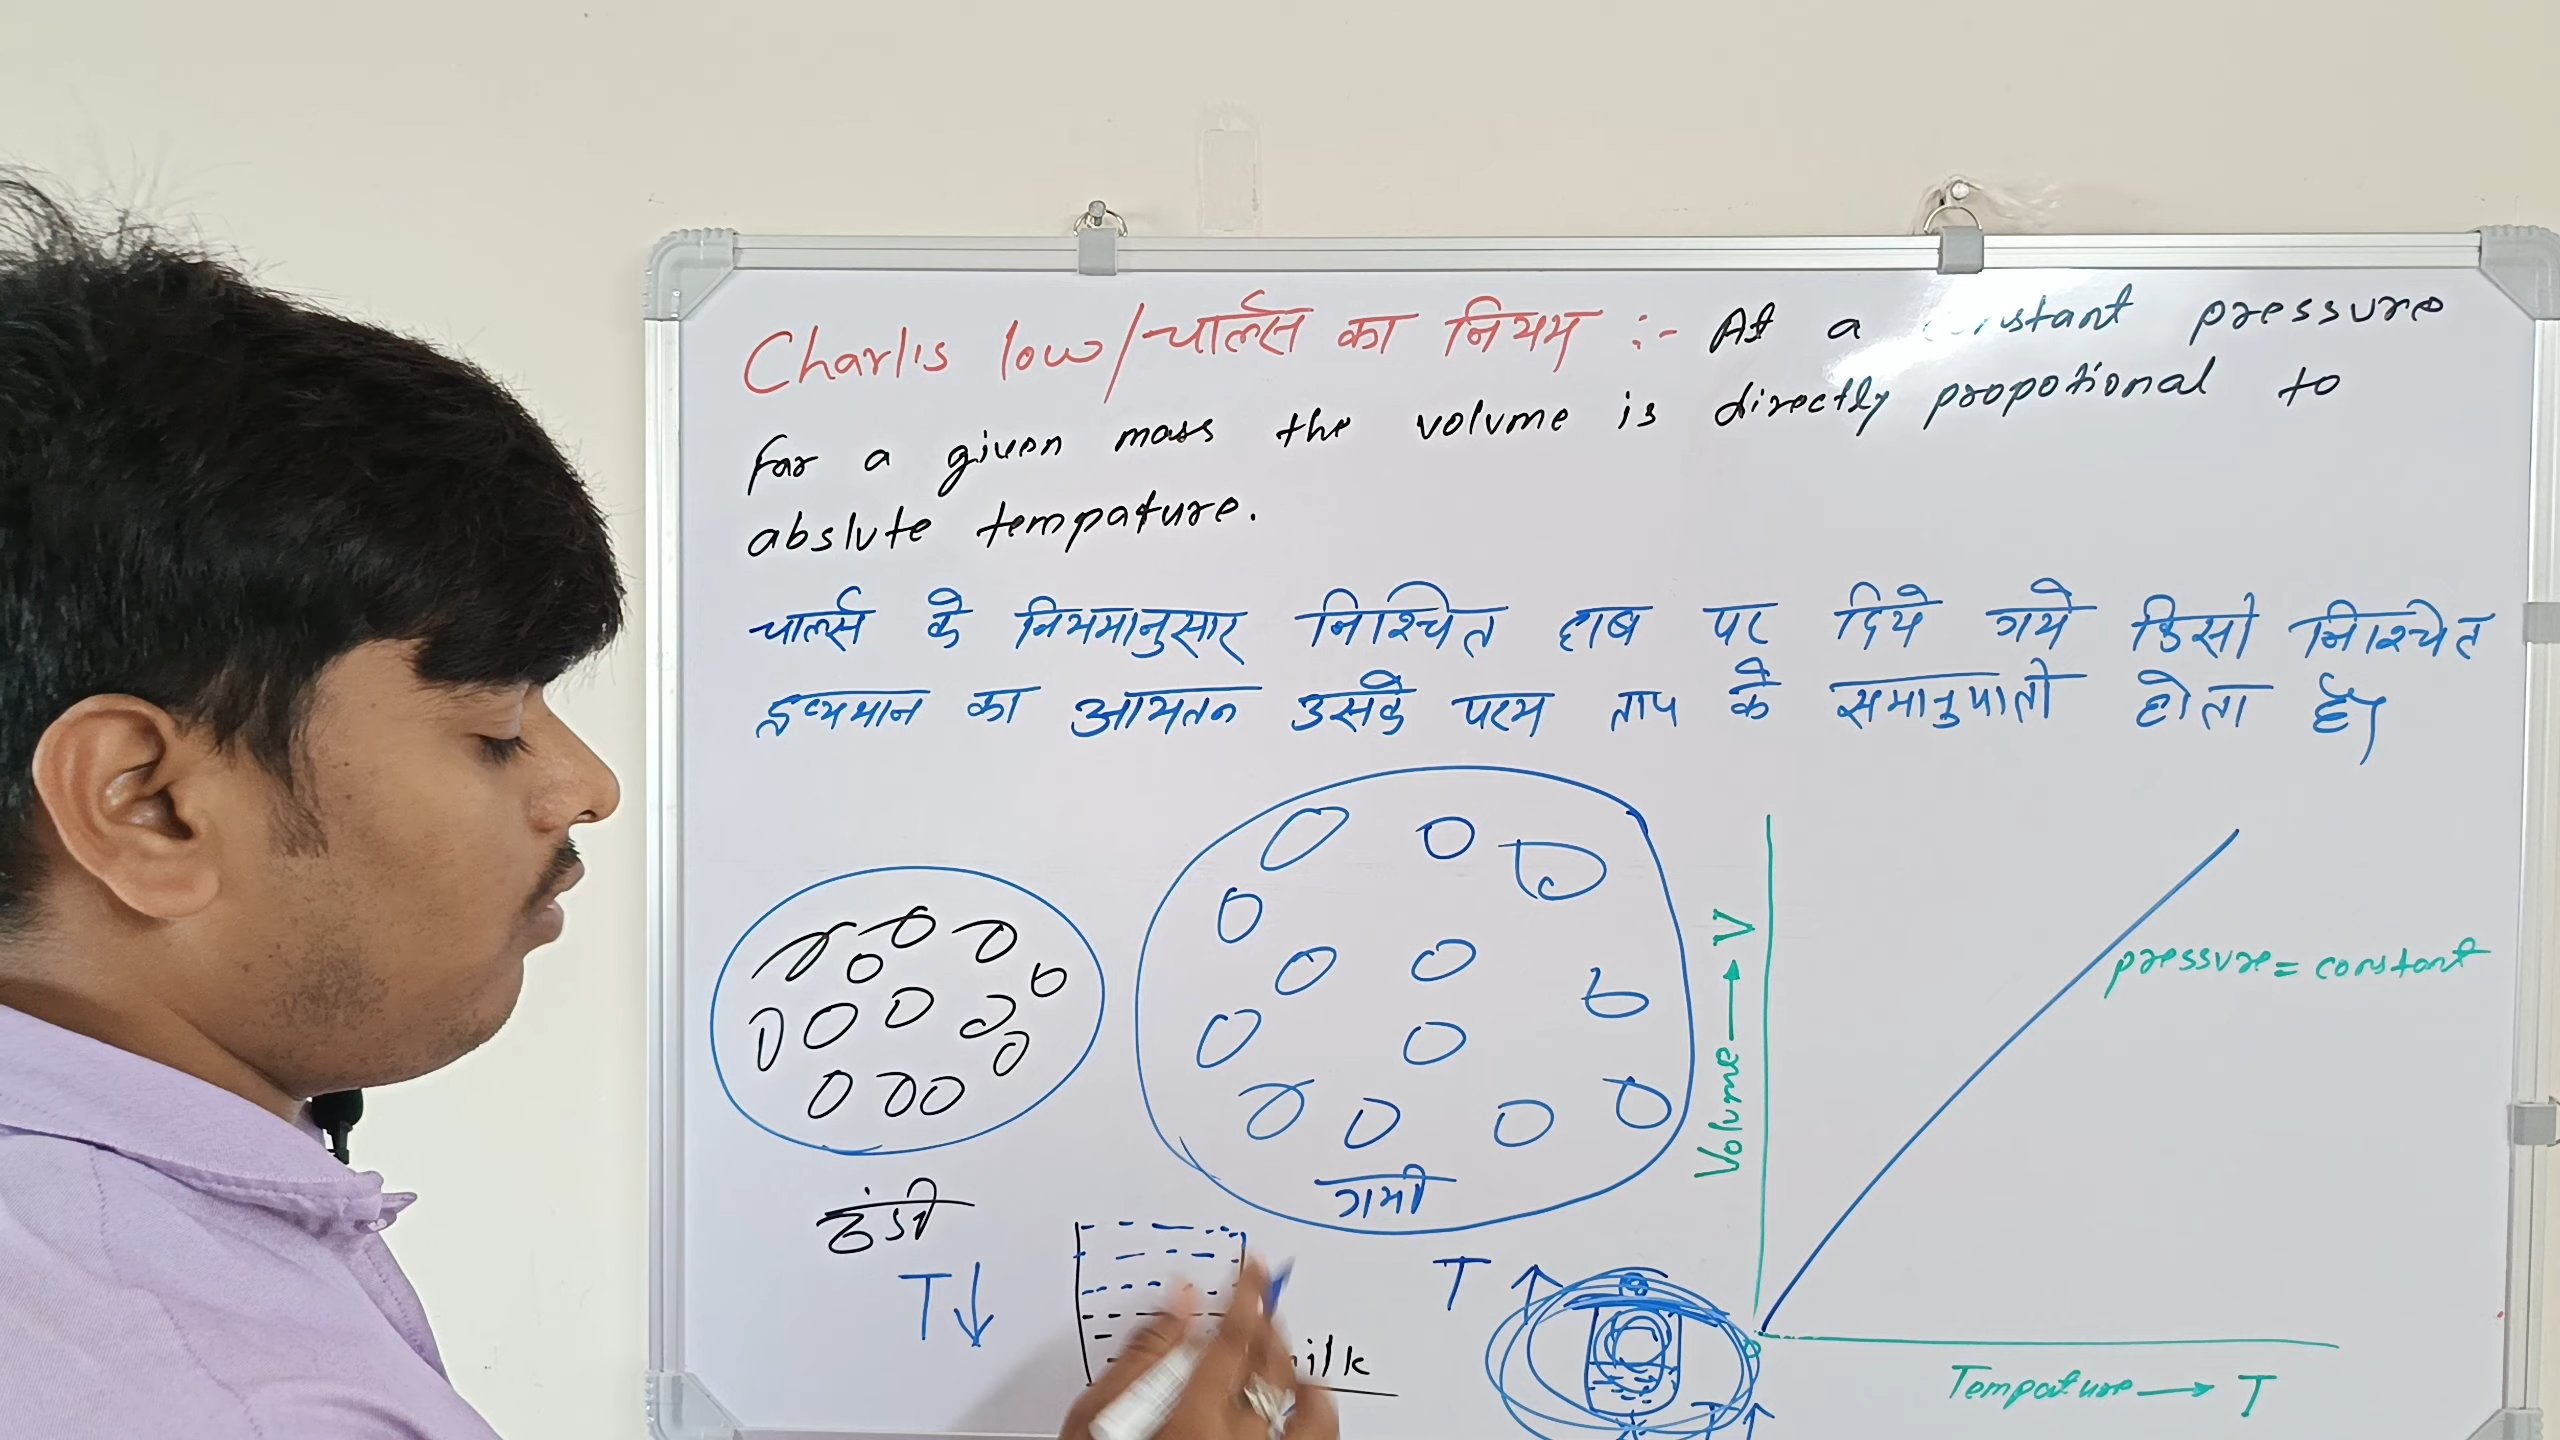 Charlis low/चार्ल्स का नियम :- At a constant pressure
for a given mass the volume is directly propotional to
abslute tempature.
चार्ल्स के नियमानुसार निश्चित दाब पर दिये गये किसी निश्चित
द्रव्यमान का आयतन उसके परम ताप के समानुपाती होता है।
Volume → V
pressure = constant
गर्मी
ठंडी
T↓
T↑
ilk
T↑
Tempature → T